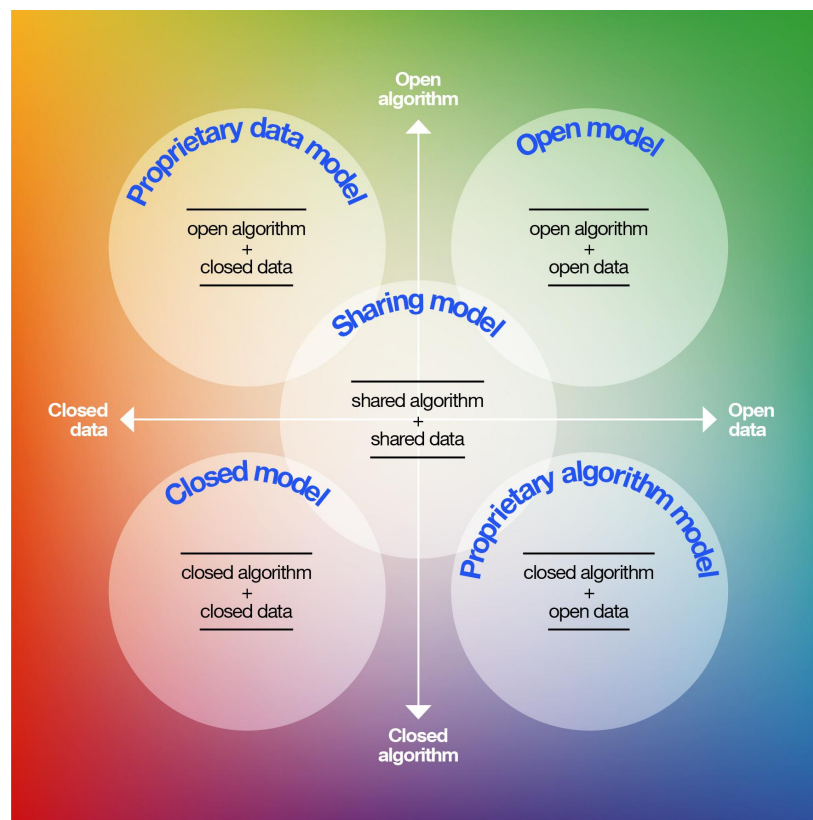 Open
algorithm
Proprietary data model
open algorithm
+
closed data
Open model
open algorithm
+
open data
Sharing model
shared algorithm
+
shared data
Closed
data
Open
data
Closed model
closed algorithm
+
closed data
Proprietary algorithm model
closed algorithm
+
open data
Closed
algorithm